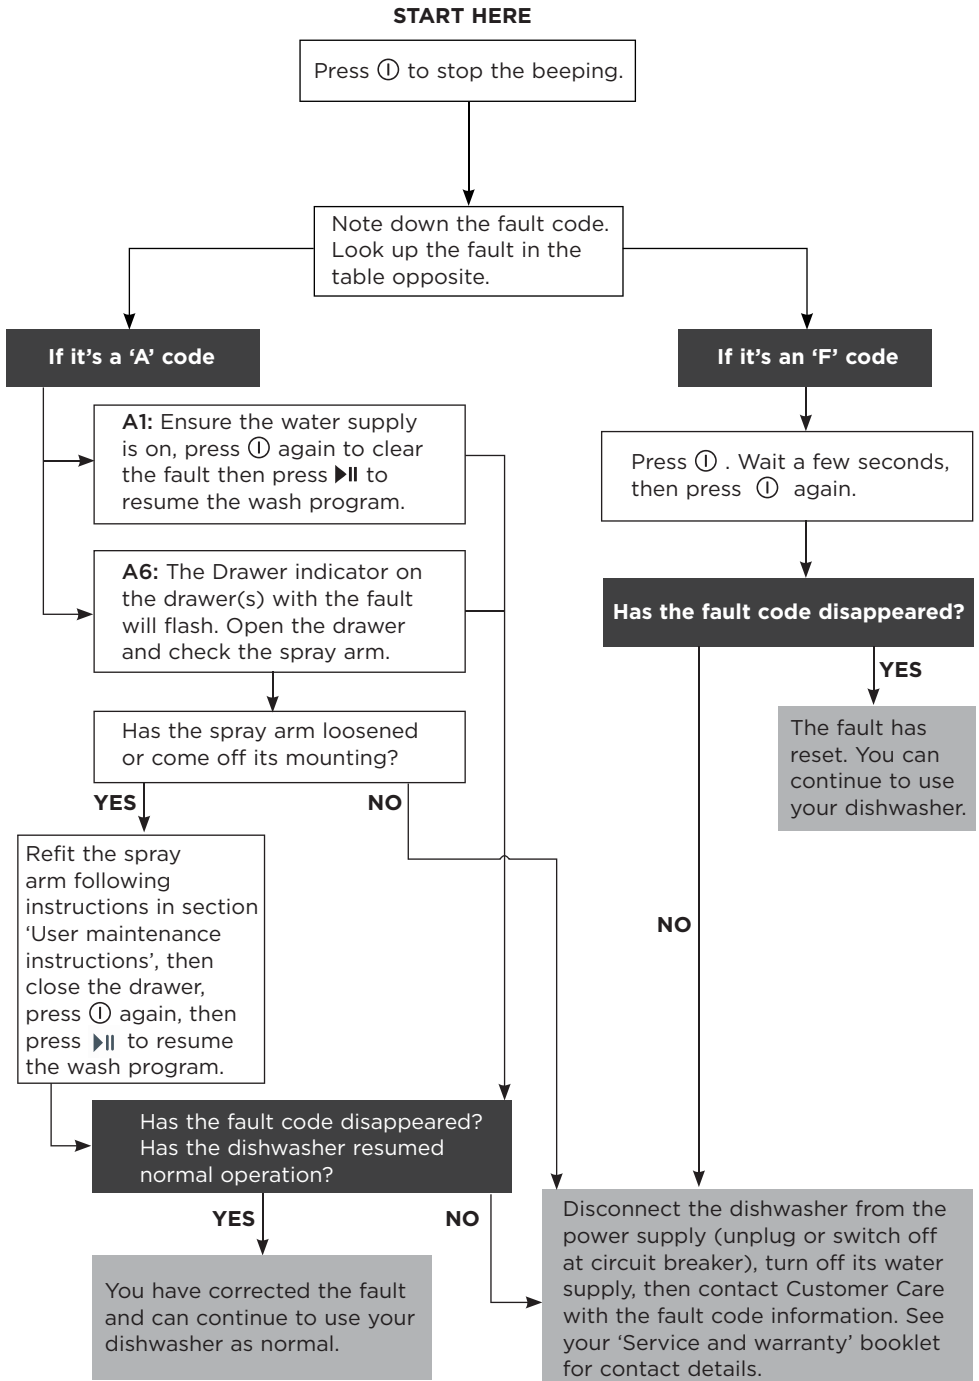 START HERE
Press ⏼ to stop the beeping.
Note down the fault code.
Look up the fault in the
table opposite.
If it's a ‘A’ code
A1: Ensure the water supply
is on, press ⏼ again to clear
the fault then press ⏯ to
resume the wash program.
A6: The Drawer indicator on
the drawer(s) with the fault
will flash. Open the drawer
and check the spray arm.
Has the spray arm loosened
or come off its mounting?
YES
NO
Refit the spray
arm following
instructions in section
‘User maintenance
instructions’, then
close the drawer,
press ⏼ again, then
press ⏯ to resume
the wash program.
Has the fault code disappeared?
Has the dishwasher resumed
normal operation?
YES
NO
You have corrected the fault
and can continue to use your
dishwasher as normal.
If it's an ‘F’ code
Press ⏼ . Wait a few seconds,
then press ⏼ again.
Has the fault code disappeared?
YES
The fault has
reset. You can
continue to use
your dishwasher.
NO
Disconnect the dishwasher from the
power supply (unplug or switch off
at circuit breaker), turn off its water
supply, then contact Customer Care
with the fault code information. See
your ‘Service and warranty’ booklet
for contact details.